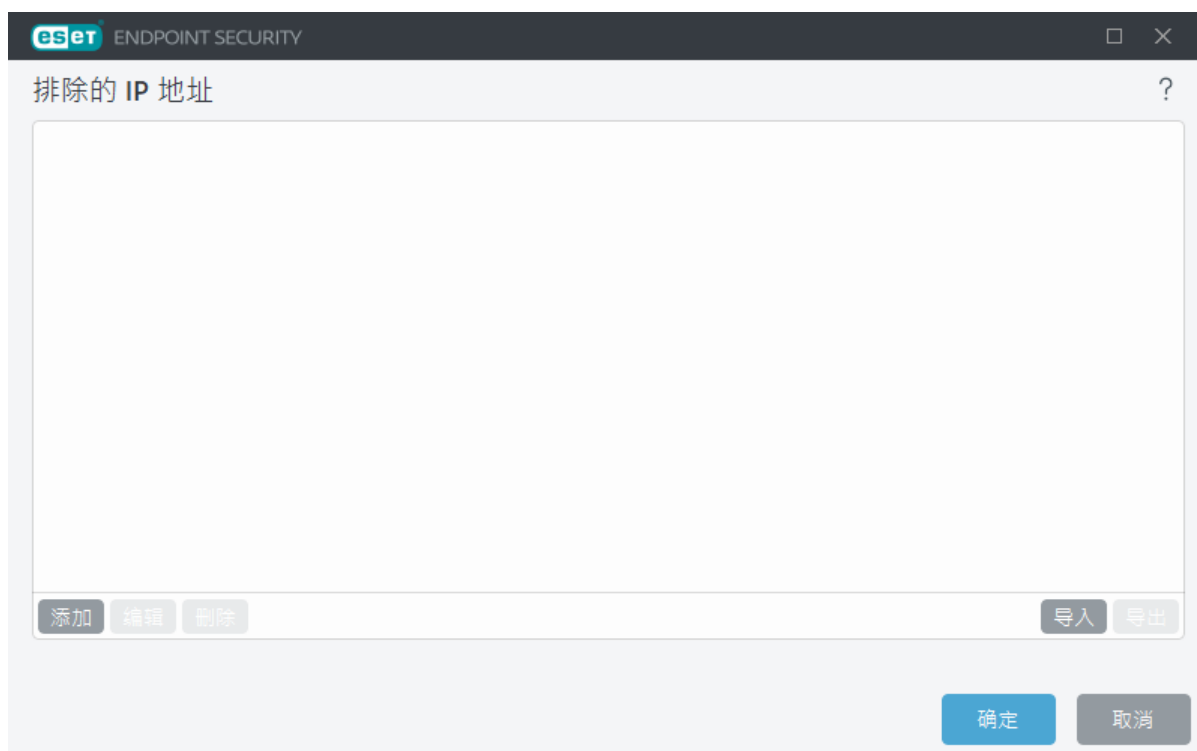 eset ENDPOINT SECURITY
排除的 IP 地址 ?
添加 编辑 删除 导入 导出
确定 取消